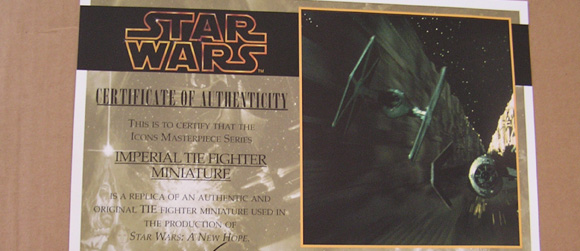 STAR
WARS™
CERTIFICATE OF AUTHENTICITY
THIS IS TO CERTIFY THAT THE
ICONS MASTERPIECE SERIES
IMPERIAL TIE FIGHTER
MINIATURE
IS A REPLICA OF AN AUTHENTIC AND
ORIGINAL TIE FIGHTER MINIATURE USED IN
THE PRODUCTION OF
STAR WARS: A NEW HOPE.